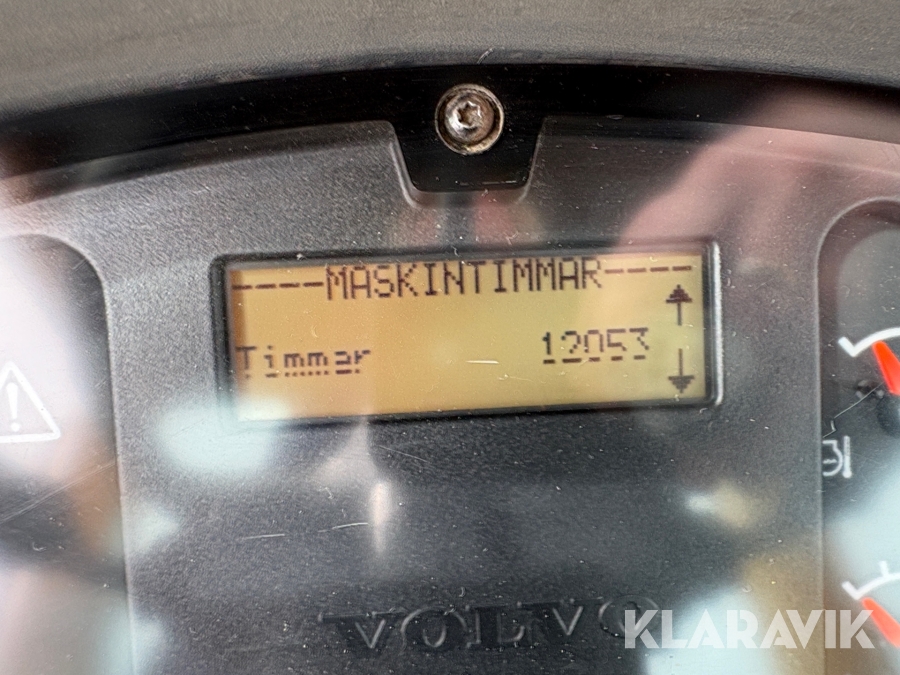 ----MASKINTIMMAR----
Timmar 12053
VOLVO
KLARAVIK